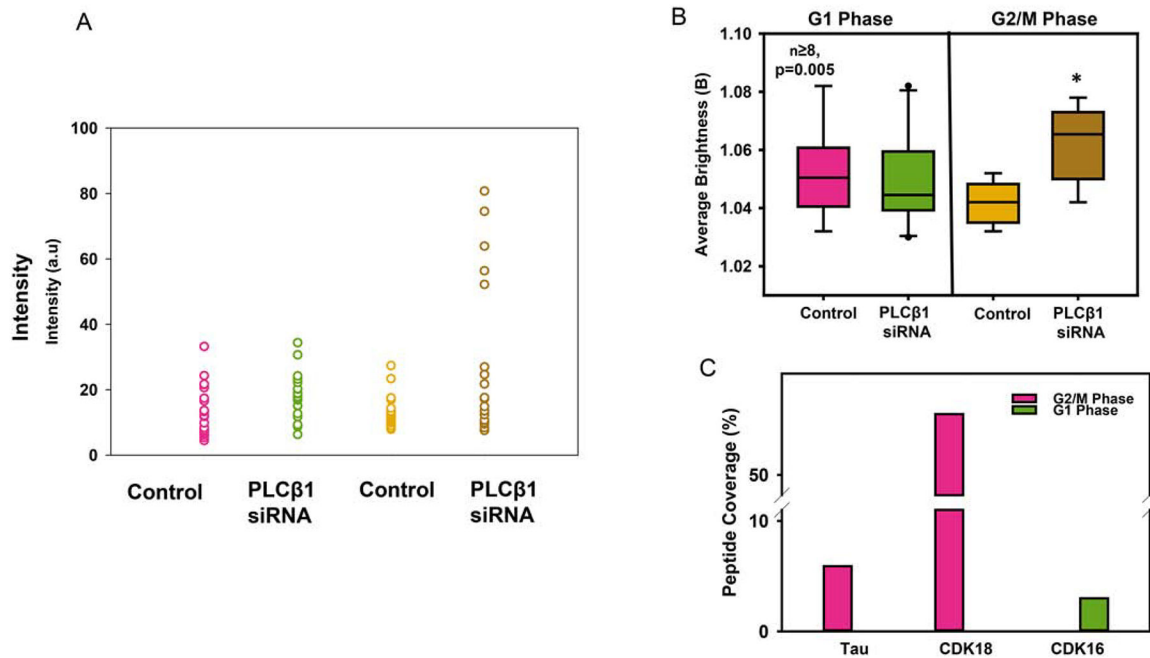 A
Intensity
Intensity (a.u)
100
80
60
40
20
0
Control
PLCβ1
siRNA
Control
PLCβ1
siRNA
B
G1 Phase
G2/M Phase
Average Brightness (B)
1.10
1.08
1.06
1.04
1.02
n≥8,
p=0.005
*
Control
PLCβ1
siRNA
Control
PLCβ1
siRNA
C
Peptide Coverage (%)
50
10
0
G2/M Phase
G1 Phase
Tau
CDK18
CDK16